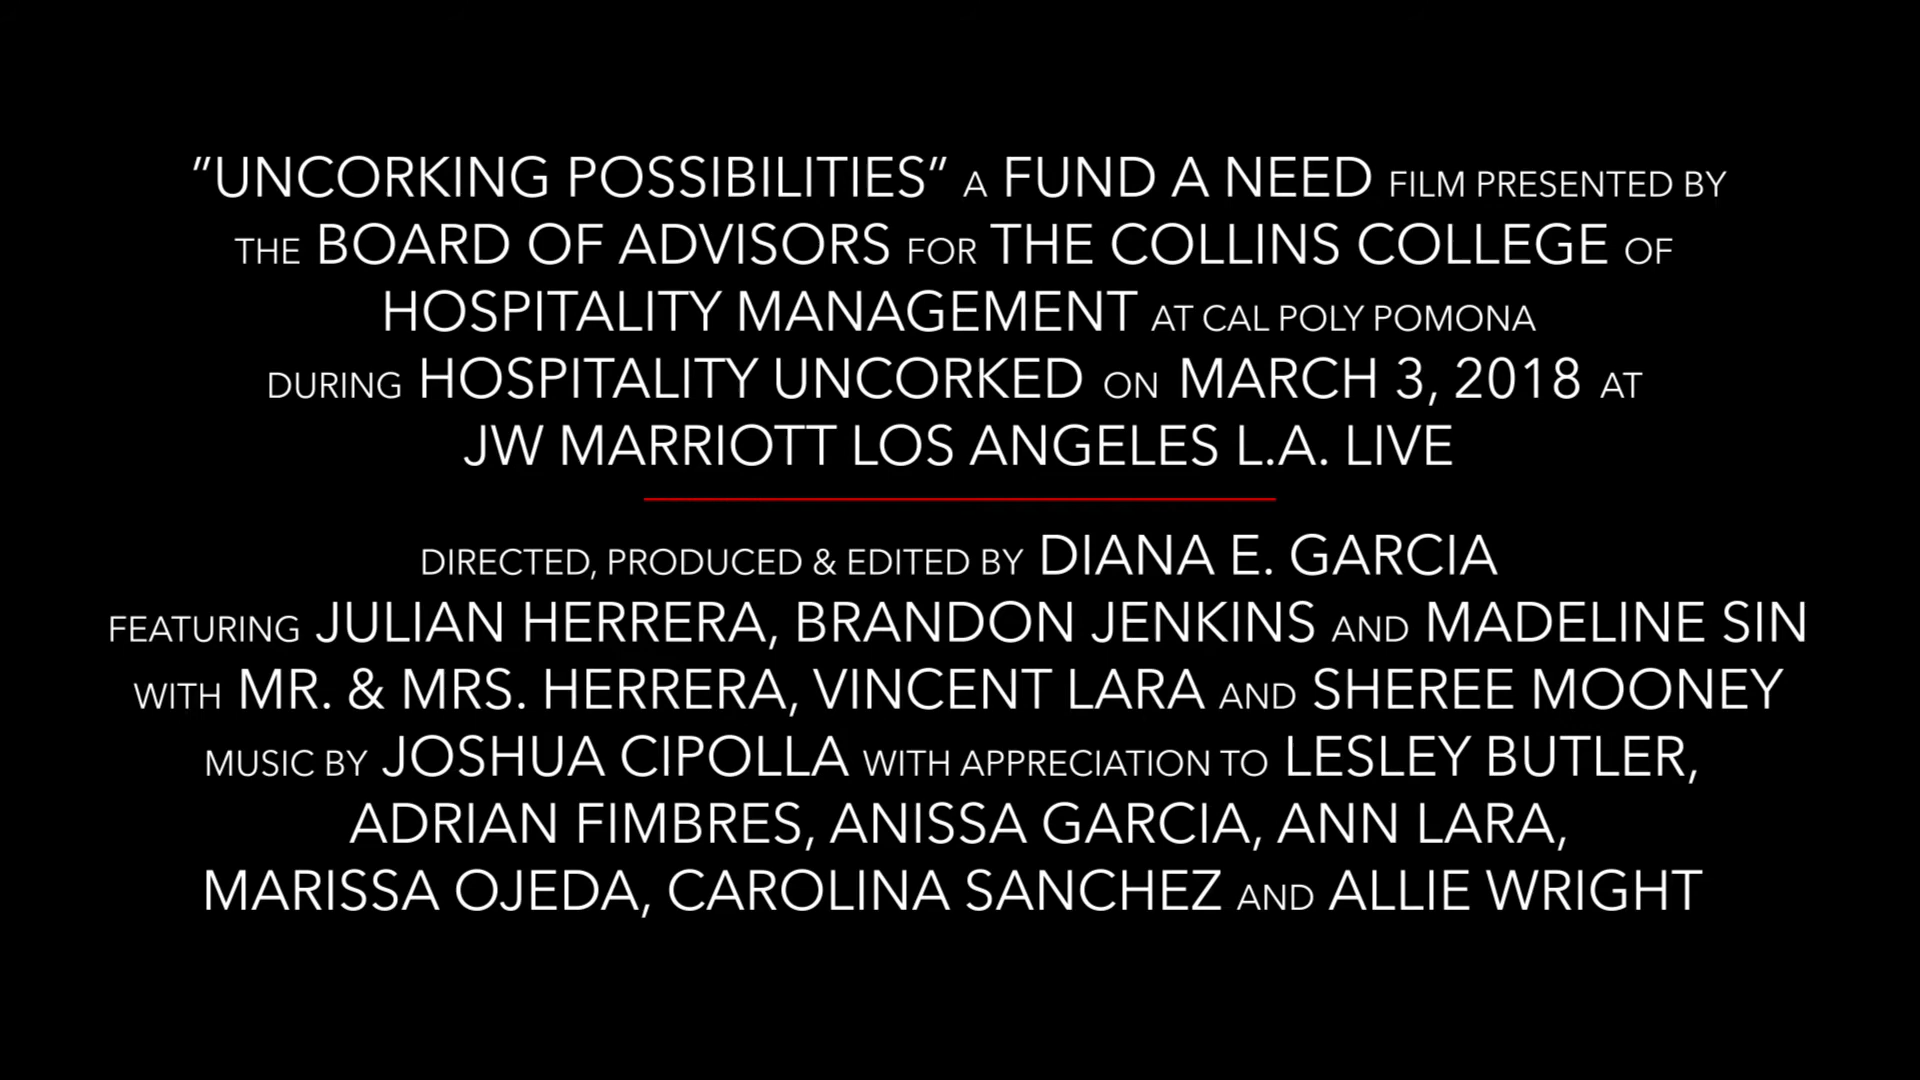 "UNCORKING POSSIBILITIES" A FUND A NEED FILM PRESENTED BY
THE BOARD OF ADVISORS FOR THE COLLINS COLLEGE OF
HOSPITALITY MANAGEMENT AT CAL POLY POMONA
DURING HOSPITALITY UNCORKED ON MARCH 3, 2018 AT
JW MARRIOTT LOS ANGELES L.A. LIVE
DIRECTED, PRODUCED & EDITED BY DIANA E. GARCIA
FEATURING JULIAN HERRERA, BRANDON JENKINS AND MADELINE SIN
WITH MR. & MRS. HERRERA, VINCENT LARA AND SHEREE MOONEY
MUSIC BY JOSHUA CIPOLLA WITH APPRECIATION TO LESLEY BUTLER,
ADRIAN FIMBRES, ANISSA GARCIA, ANN LARA,
MARISSA OJEDA, CAROLINA SANCHEZ AND ALLIE WRIGHT